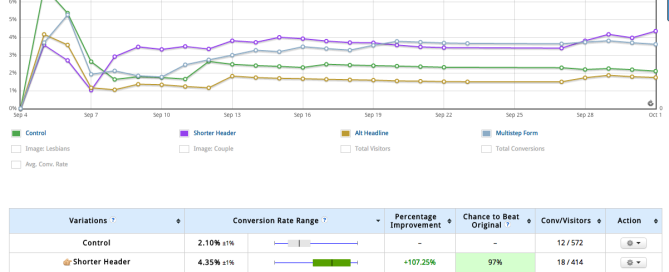 6%
5%
4%
3%
2%
1%
0%
0
Sep 4 Sep 7 Sep 10 Sep 13 Sep 16 Sep 19 Sep 22 Sep 25 Sep 28 Oct 1
Control Shorter Header Alt Headline Multistep Form
Image: Lesbians Image: Couple Total Visitors Total Conversions
Avg. Conv. Rate
Variations ? Conversion Rate Range ? Percentage Improvement ? Chance to Beat Original ? Conv/Visitors Action
Control 2.10% ±1% – – 12 / 572
Shorter Header 4.35% ±1% +107.25% 97% 18 / 414